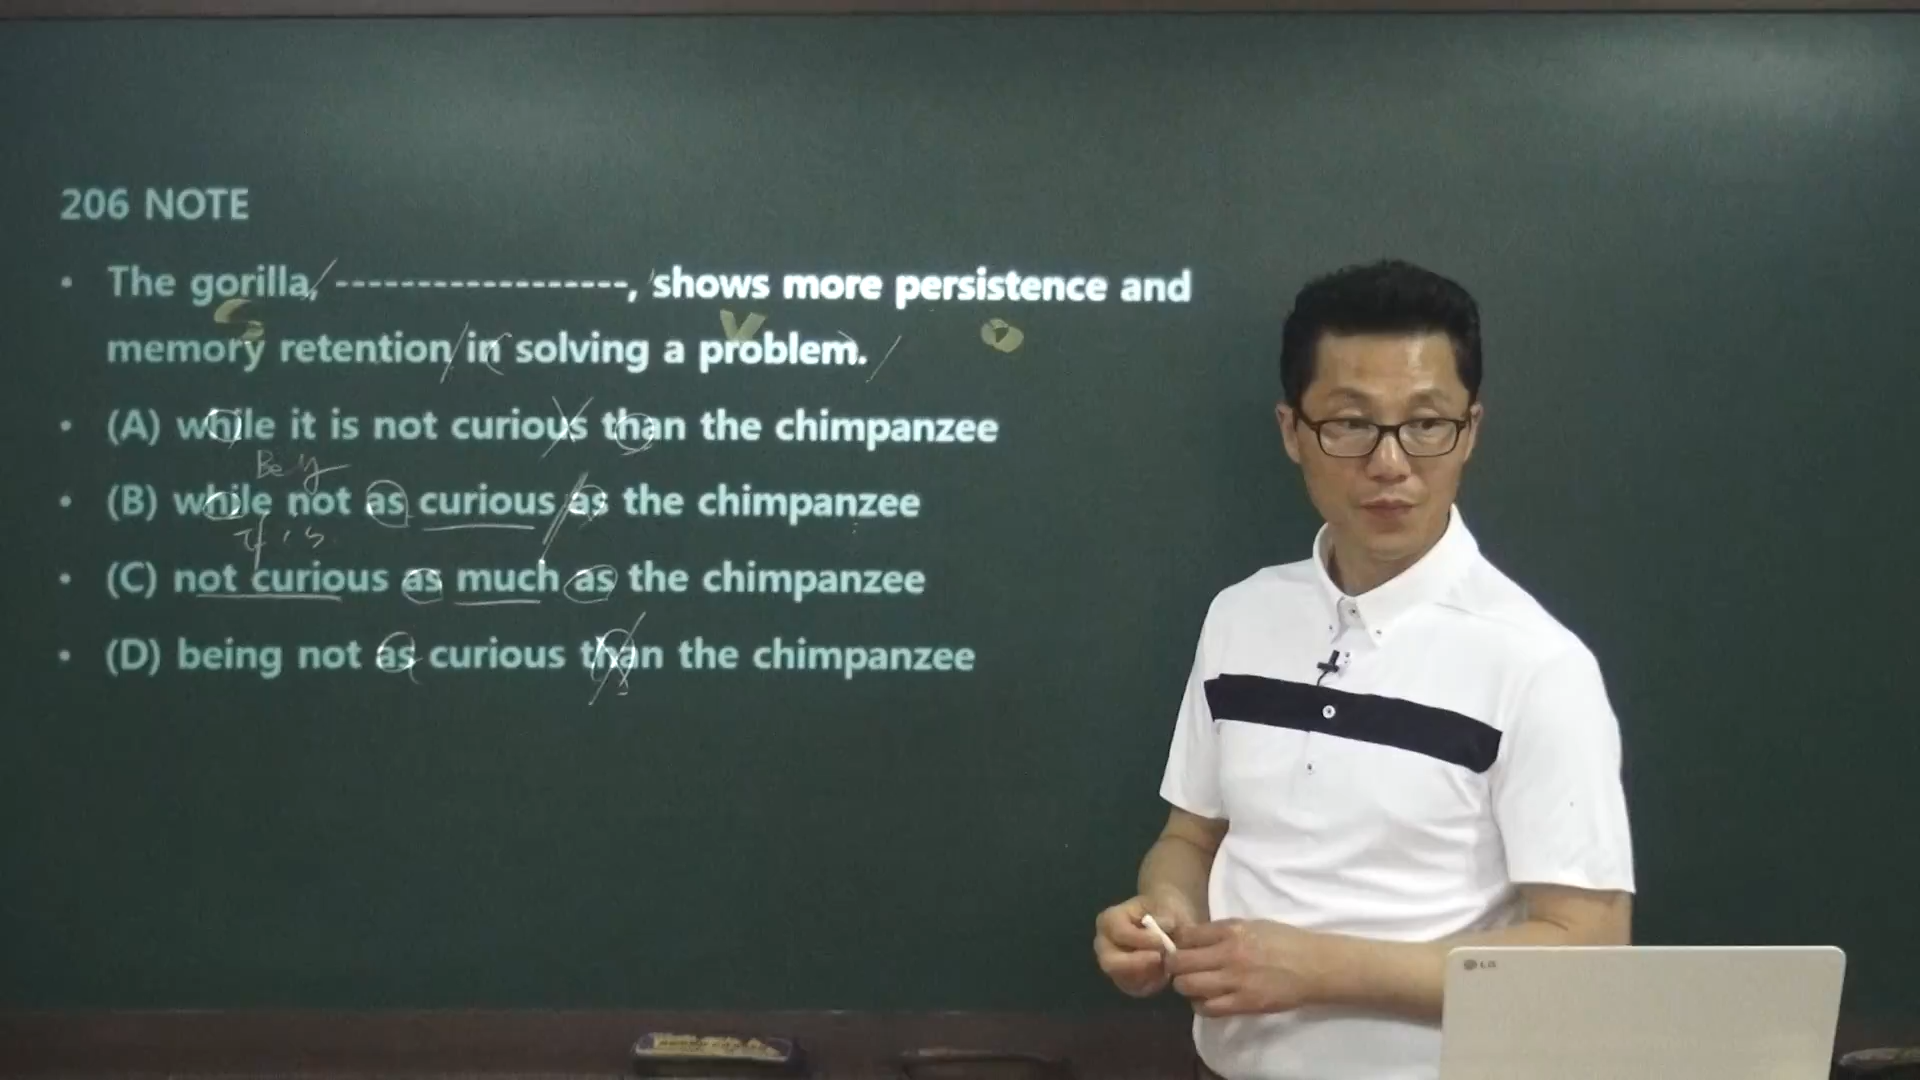 206 NOTE
• The gorilla, ------------------, shows more persistence and
S V O
memory retention in solving a problem.
• (A) while it is not curious than the chimpanzee
• (B) while not as curious as the chimpanzee
• (C) not curious as much as the chimpanzee
• (D) being not as curious than the chimpanzee
LG